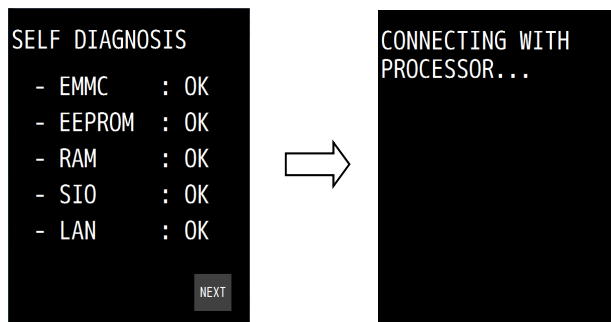 SELF DIAGNOSIS
- EMMC : OK
- EEPROM : OK
- RAM : OK
- SIO : OK
- LAN : OK
NEXT
CONNECTING WITH
PROCESSOR...